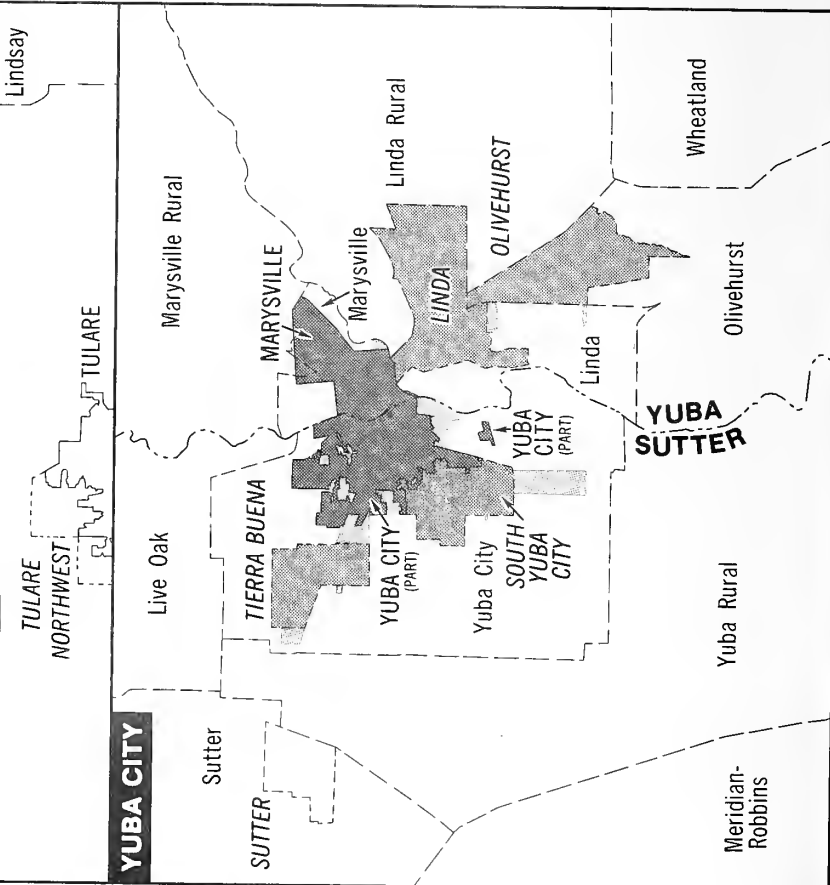 Lindsay
TULARE
TULARE
NORTHWEST
YUBA CITY
Marysville Rural
Live Oak
Sutter
SUTTER
TIERRA BUENA
MARYSVILLE
Marysville
Linda Rural
LINDA
OLIVEHURST
YUBA CITY
(PART)
YUBA
CITY
(PART)
Yuba City
SOUTH
YUBA
CITY
Linda
Wheatland
Olivehurst
YUBA
SUTTER
Yuba Rural
Meridian-
Robbins